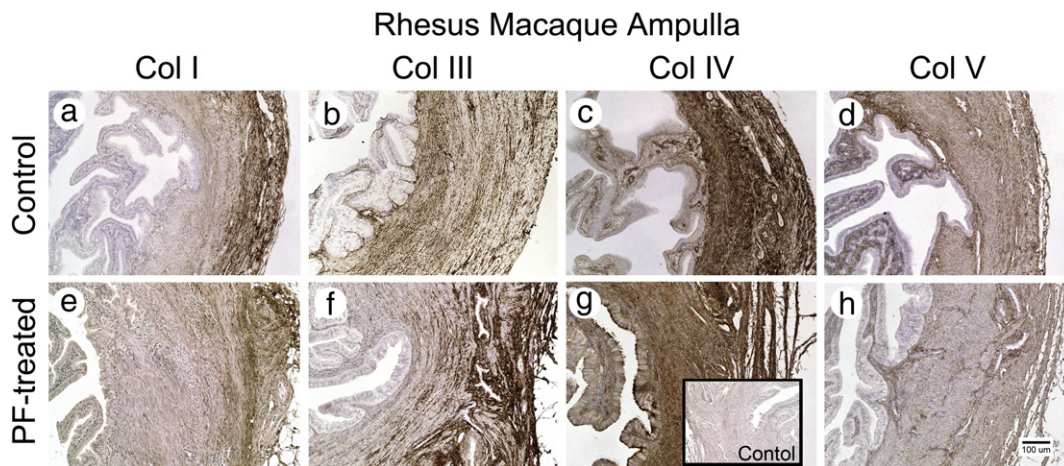 Rhesus Macaque Ampulla
Col I Col III Col IV Col V
Control
a b c d
PF-treated
e f g h
Contol
100 um